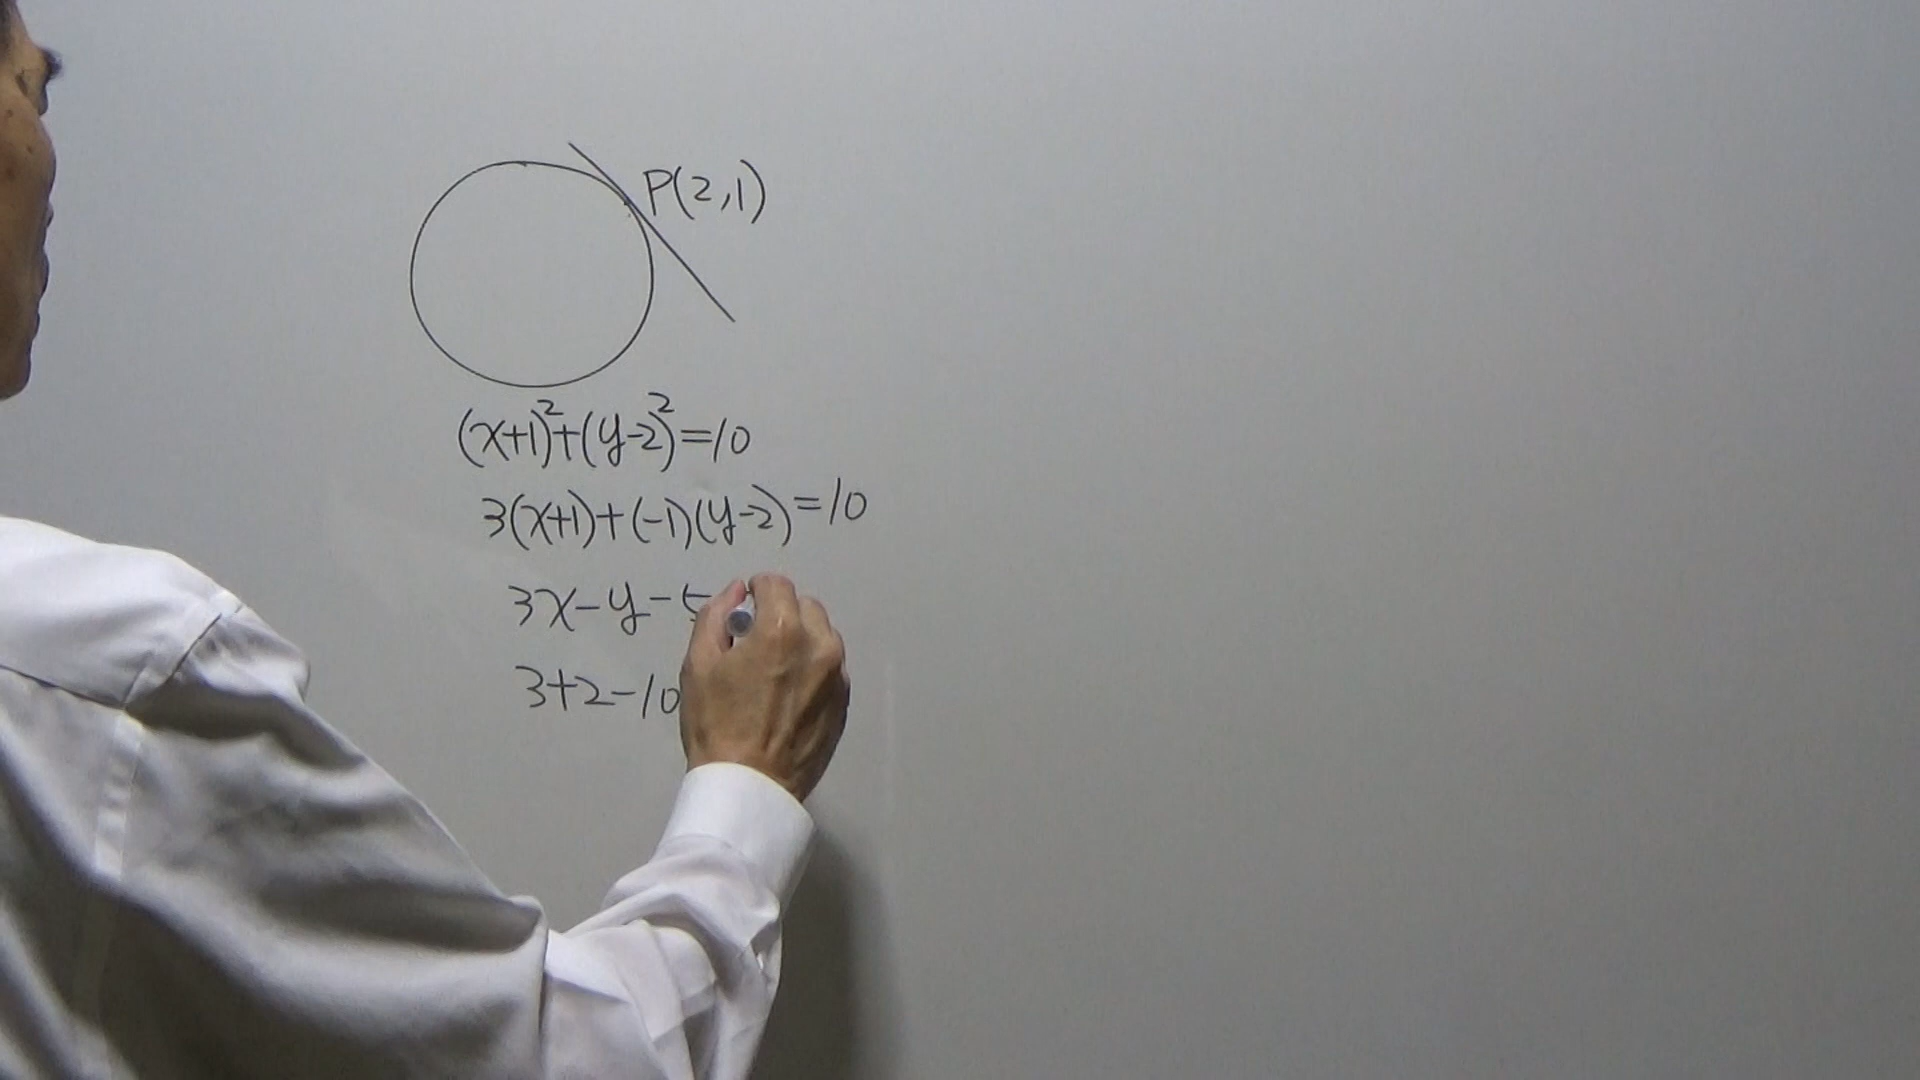 P(2,1)
(x+1)²+(y-2)²=10
3(x+1)+(-1)(y-2)=10
3x-y-5
3+2-10